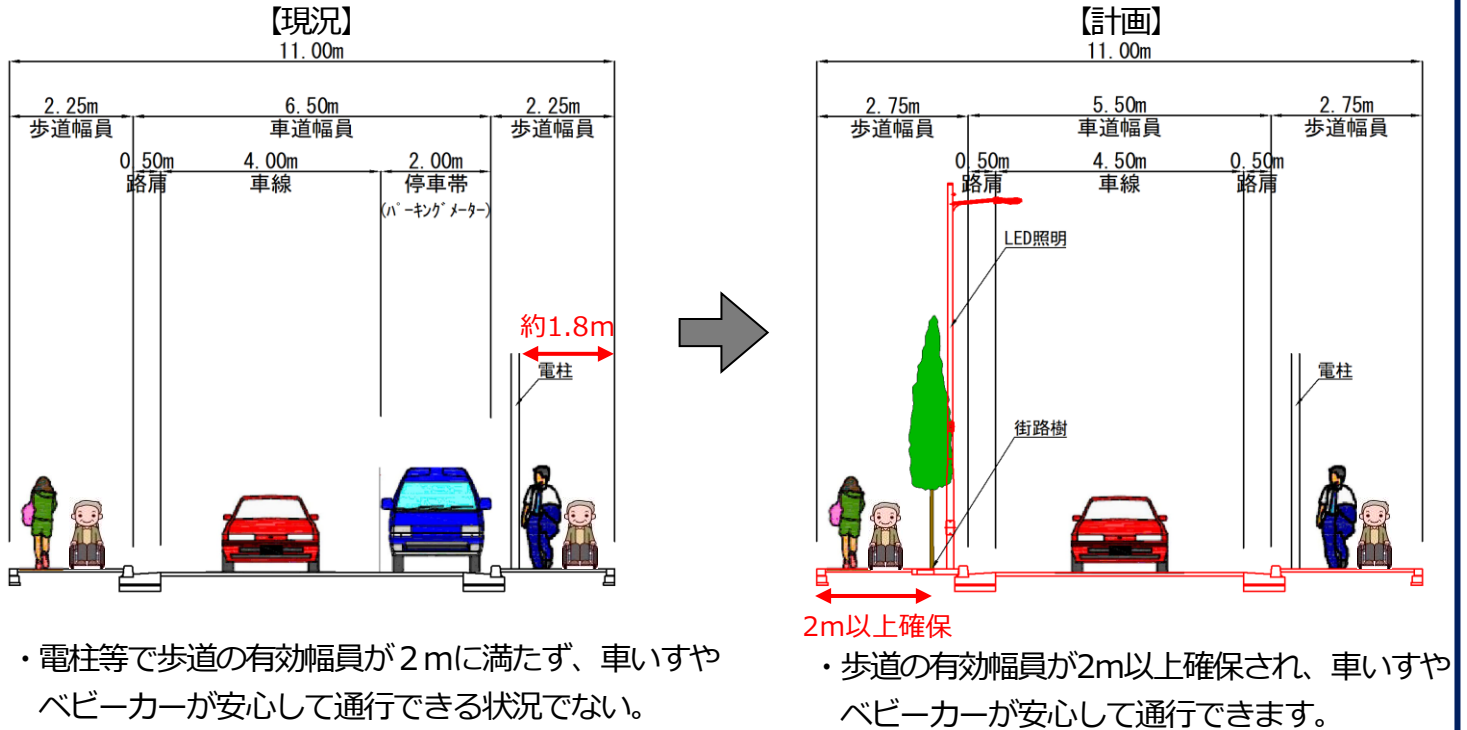 【現況】
11.00m
2.25m
6.50m
2.25m
歩道幅員
車道幅員
歩道幅員
0.50m
4.00m
2.00m
路肩
車線
停車帯
(ﾊﾟｰｷﾝｸﾞﾒｰﾀｰ)
約1.8m
電柱
・電柱等で歩道の有効幅員が２ｍに満たず、車いすや
ベビーカーが安心して通行できる状況でない。
【計画】
11.00m
2.75m
5.50m
2.75m
歩道幅員
車道幅員
歩道幅員
0.50m
4.50m
0.50m
路肩
車線
路肩
LED照明
電柱
街路樹
2m以上確保
・歩道の有効幅員が2m以上確保され、車いすや
ベビーカーが安心して通行できます。